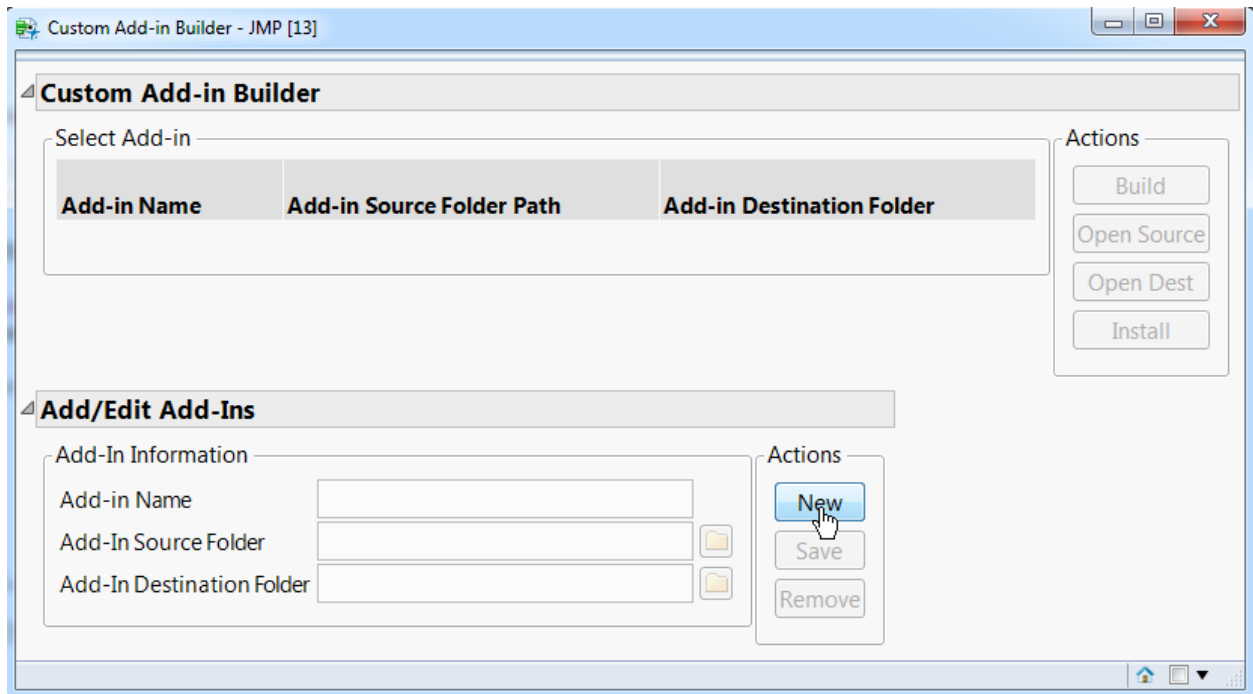 Custom Add-in Builder - JMP [13]
Custom Add-in Builder
Select Add-in
Add-in Name Add-in Source Folder Path Add-in Destination Folder
Actions
Build
Open Source
Open Dest
Install
Add/Edit Add-Ins
Add-In Information
Add-in Name
Add-In Source Folder
Add-In Destination Folder
Actions
New
Save
Remove